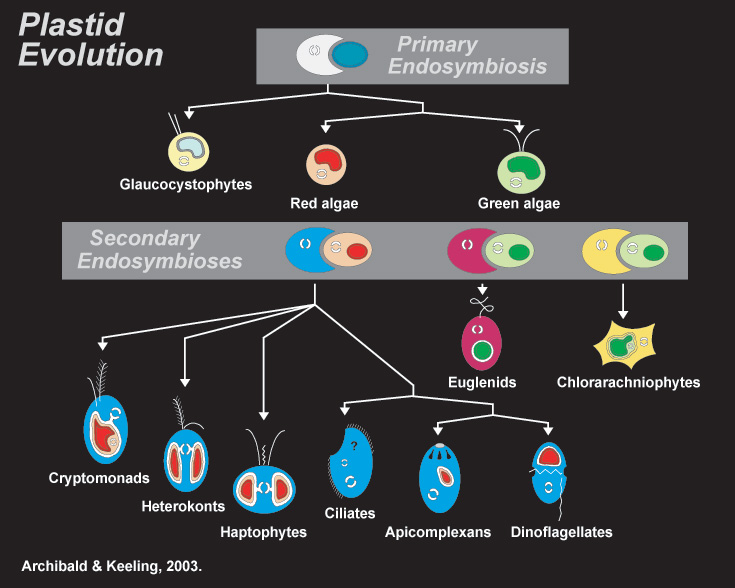 Plastid
Evolution
Primary
Endosymbiosis
Glaucocystophytes
Red algae
Green algae
Secondary
Endosymbioses
Euglenids
Chlorarachniophytes
?
Cryptomonads
Heterokonts
Haptophytes
Ciliates
Apicomplexans
Dinoflagellates
Archibald & Keeling, 2003.